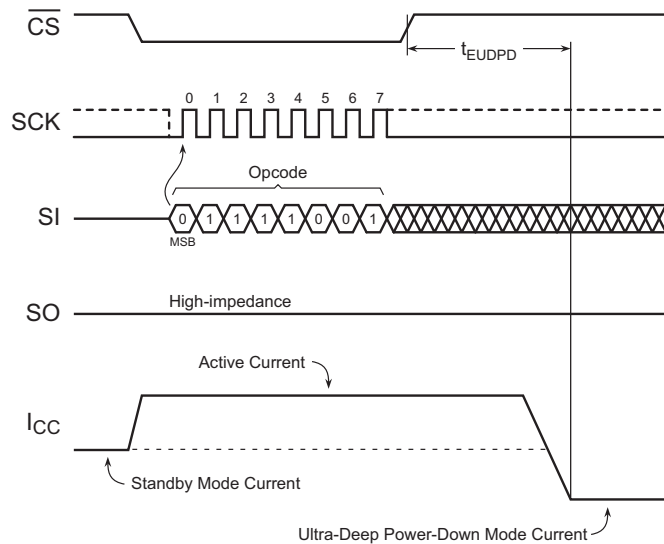 CS
tEUDPD
0 1 2 3 4 5 6 7
SCK
Opcode
SI
0 1 1 1 1 0 0 1
MSB
High-impedance
SO
Active Current
ICC
Standby Mode Current
Ultra-Deep Power-Down Mode Current